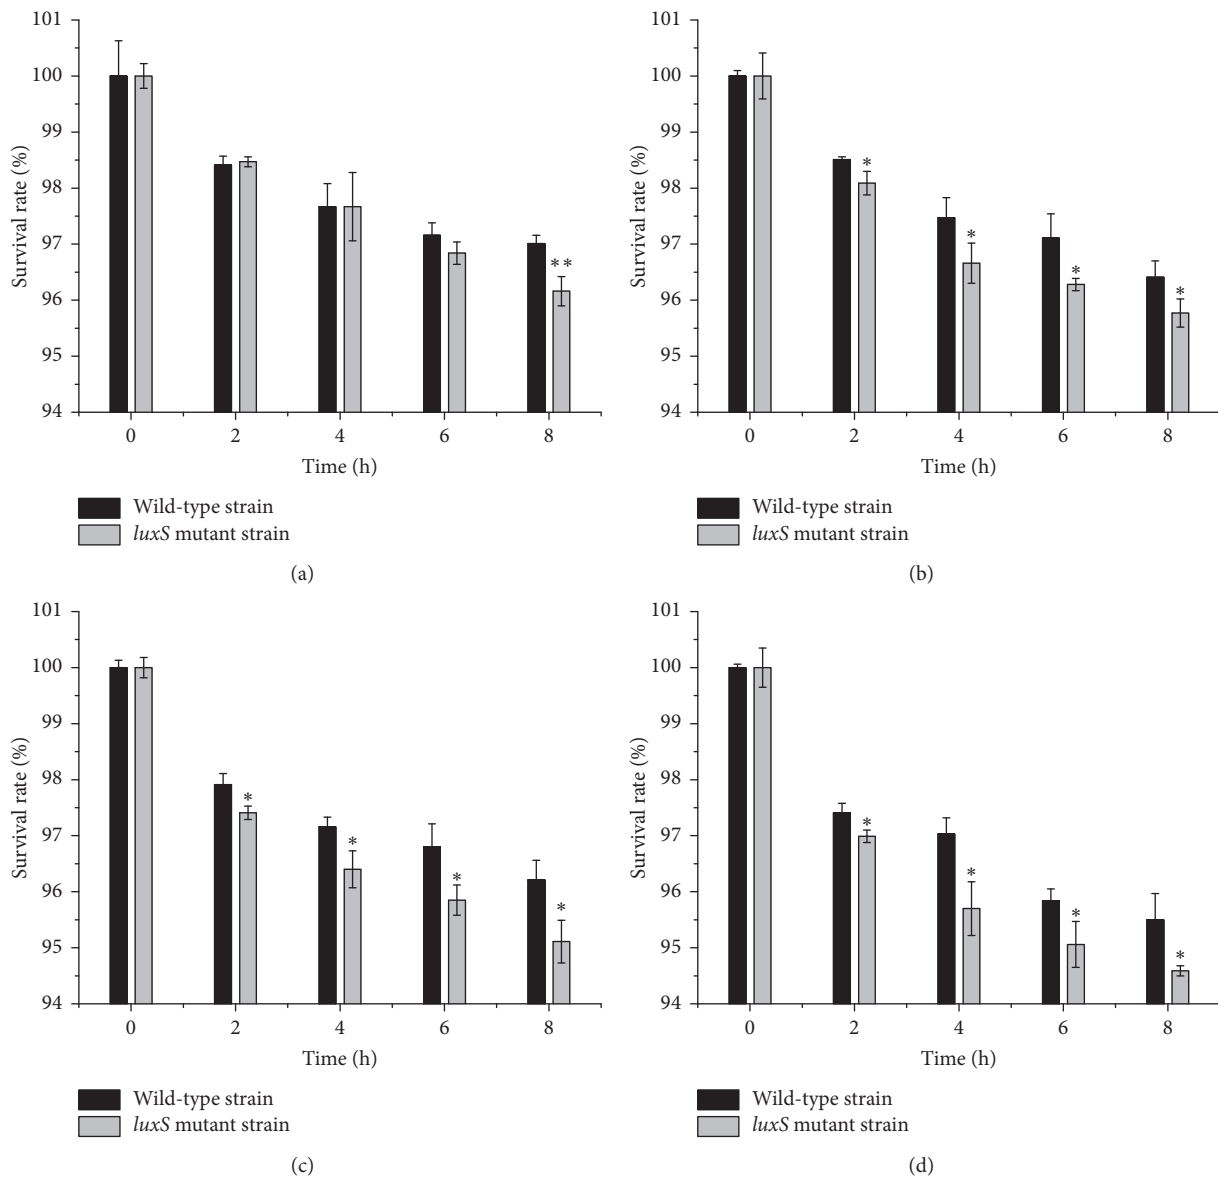 101
100
99
98
97
96
95
94
Survival rate (%)
**
0 2 4 6 8
Time (h)
Wild-type strain
luxS mutant strain
(a)
101
100
99
98
97
96
95
94
Survival rate (%)
*
*
*
*
0 2 4 6 8
Time (h)
Wild-type strain
luxS mutant strain
(b)
101
100
99
98
97
96
95
94
Survival rate (%)
*
*
*
*
0 2 4 6 8
Time (h)
Wild-type strain
luxS mutant strain
(c)
101
100
99
98
97
96
95
94
Survival rate (%)
*
*
*
*
0 2 4 6 8
Time (h)
Wild-type strain
luxS mutant strain
(d)